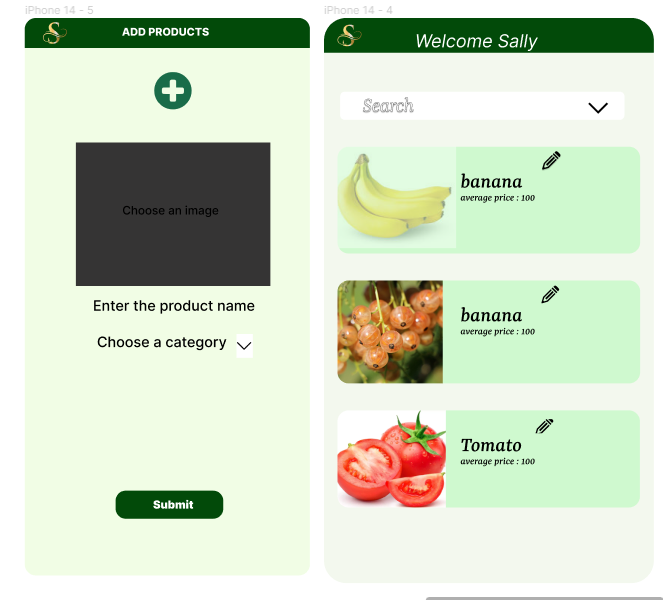 iPhone 14 - 5
ADD PRODUCTS
Choose an image
Enter the product name
Choose a category
Submit
iPhone 14 - 4
Welcome Sally
Search
banana
average price : 100
banana
average price : 100
Tomato
average price : 100